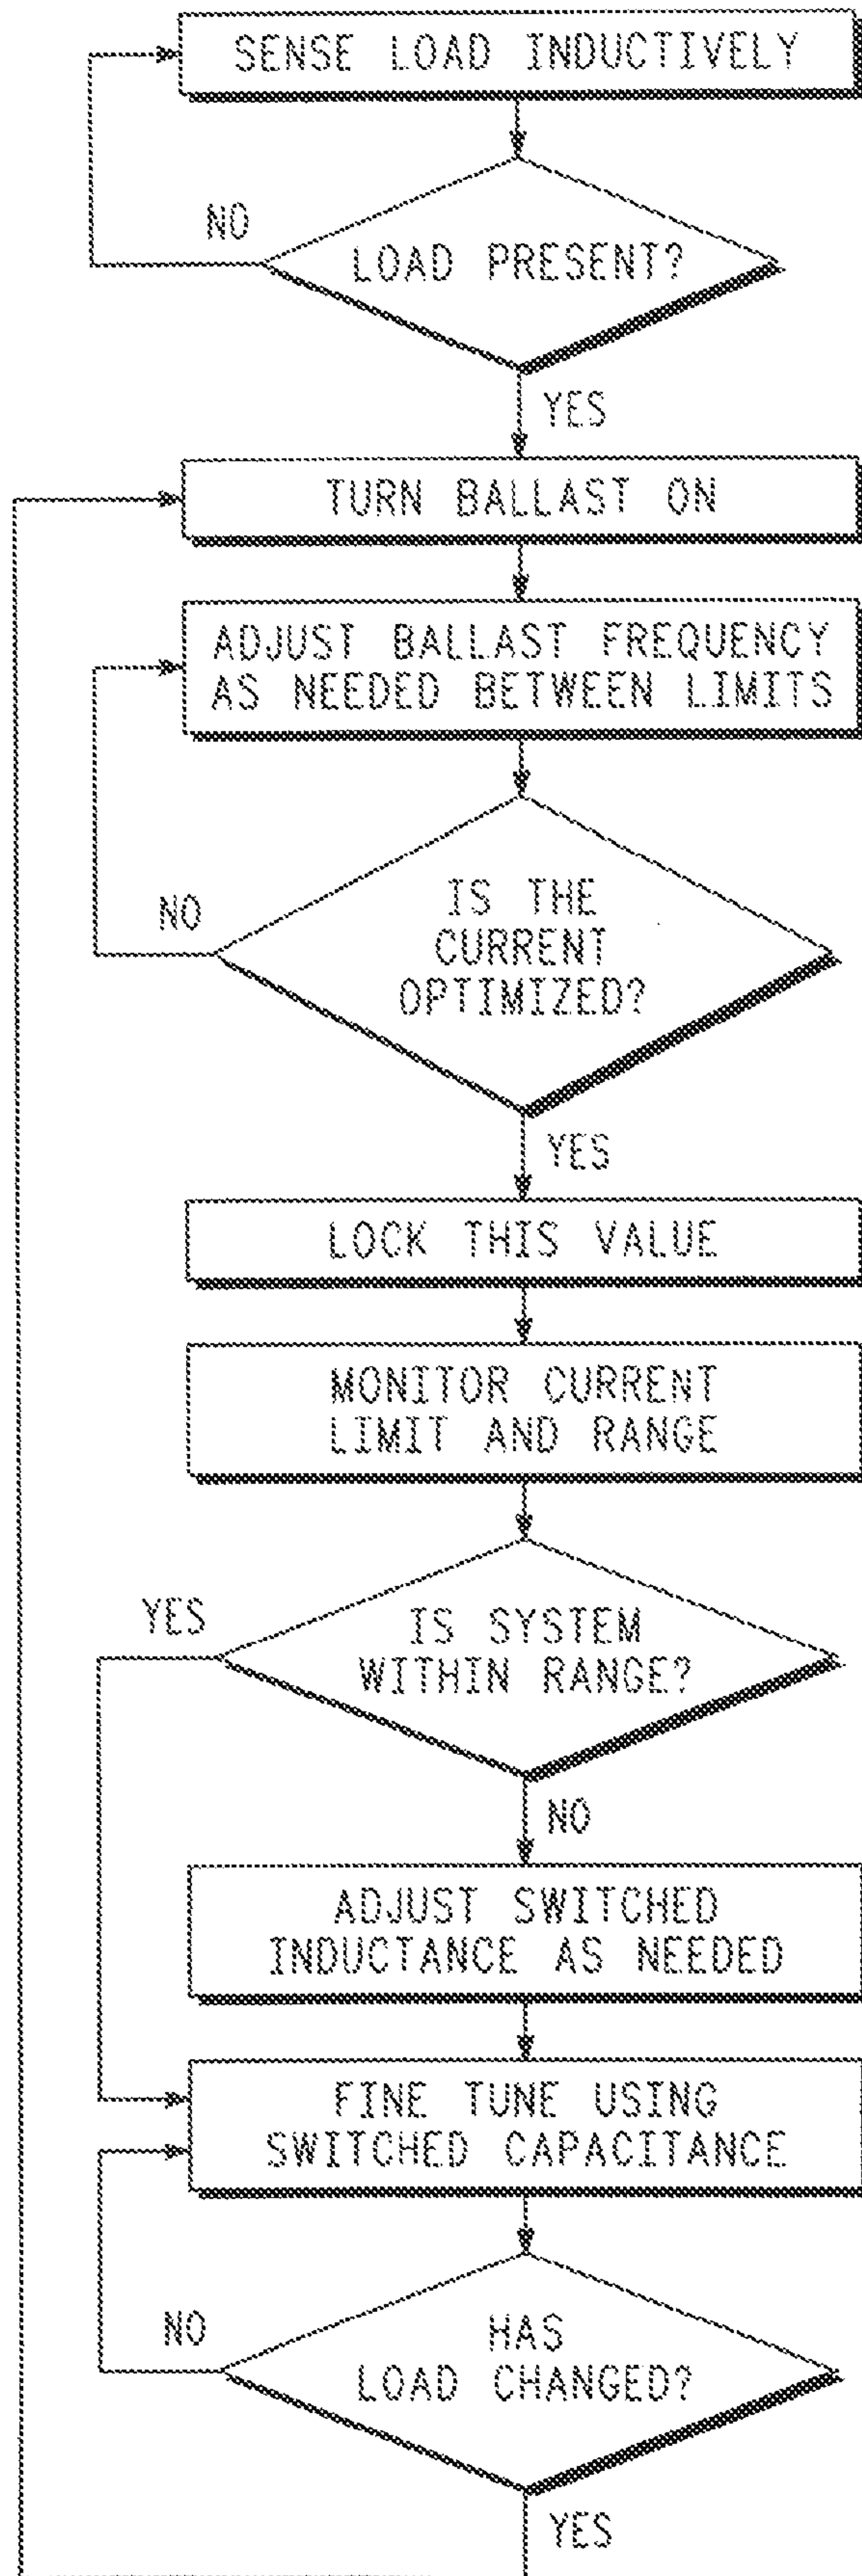 SENSE LOAD INDUCTIVELY
NO
LOAD PRESENT?
YES
TURN BALLAST ON
ADJUST BALLAST FREQUENCY
AS NEEDED BETWEEN LIMITS
NO
IS THE
CURRENT
OPTIMIZED?
YES
LOCK THIS VALUE
MONITOR CURRENT
LIMIT AND RANGE
YES
IS SYSTEM
WITHIN RANGE?
NO
ADJUST SWITCHED
INDUCTANCE AS NEEDED
FINE TUNE USING
SWITCHED CAPACITANCE
NO
HAS
LOAD CHANGED?
YES